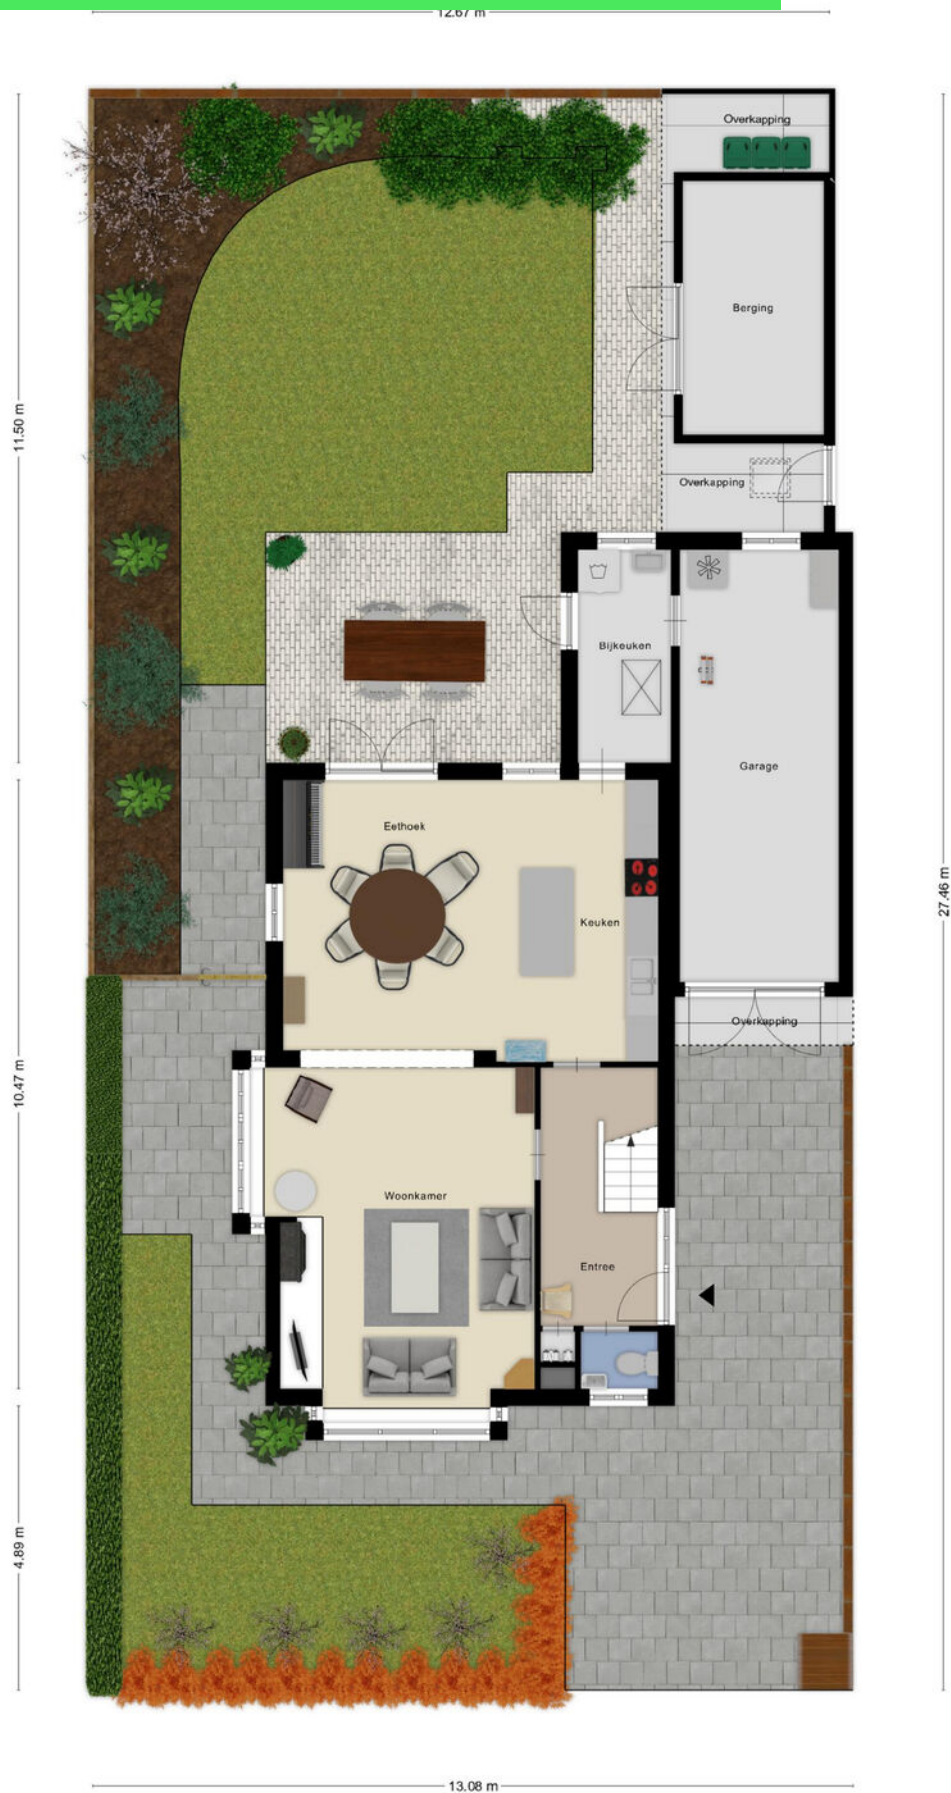 12.67 m
Overkapping
Berging
11.50 m
Overkapping
Bijkeuken
Garage
Eethoek
27.46 m
Keuken
Overkapping
10.47 m
Woonkamer
Entree
4.89 m
13.08 m